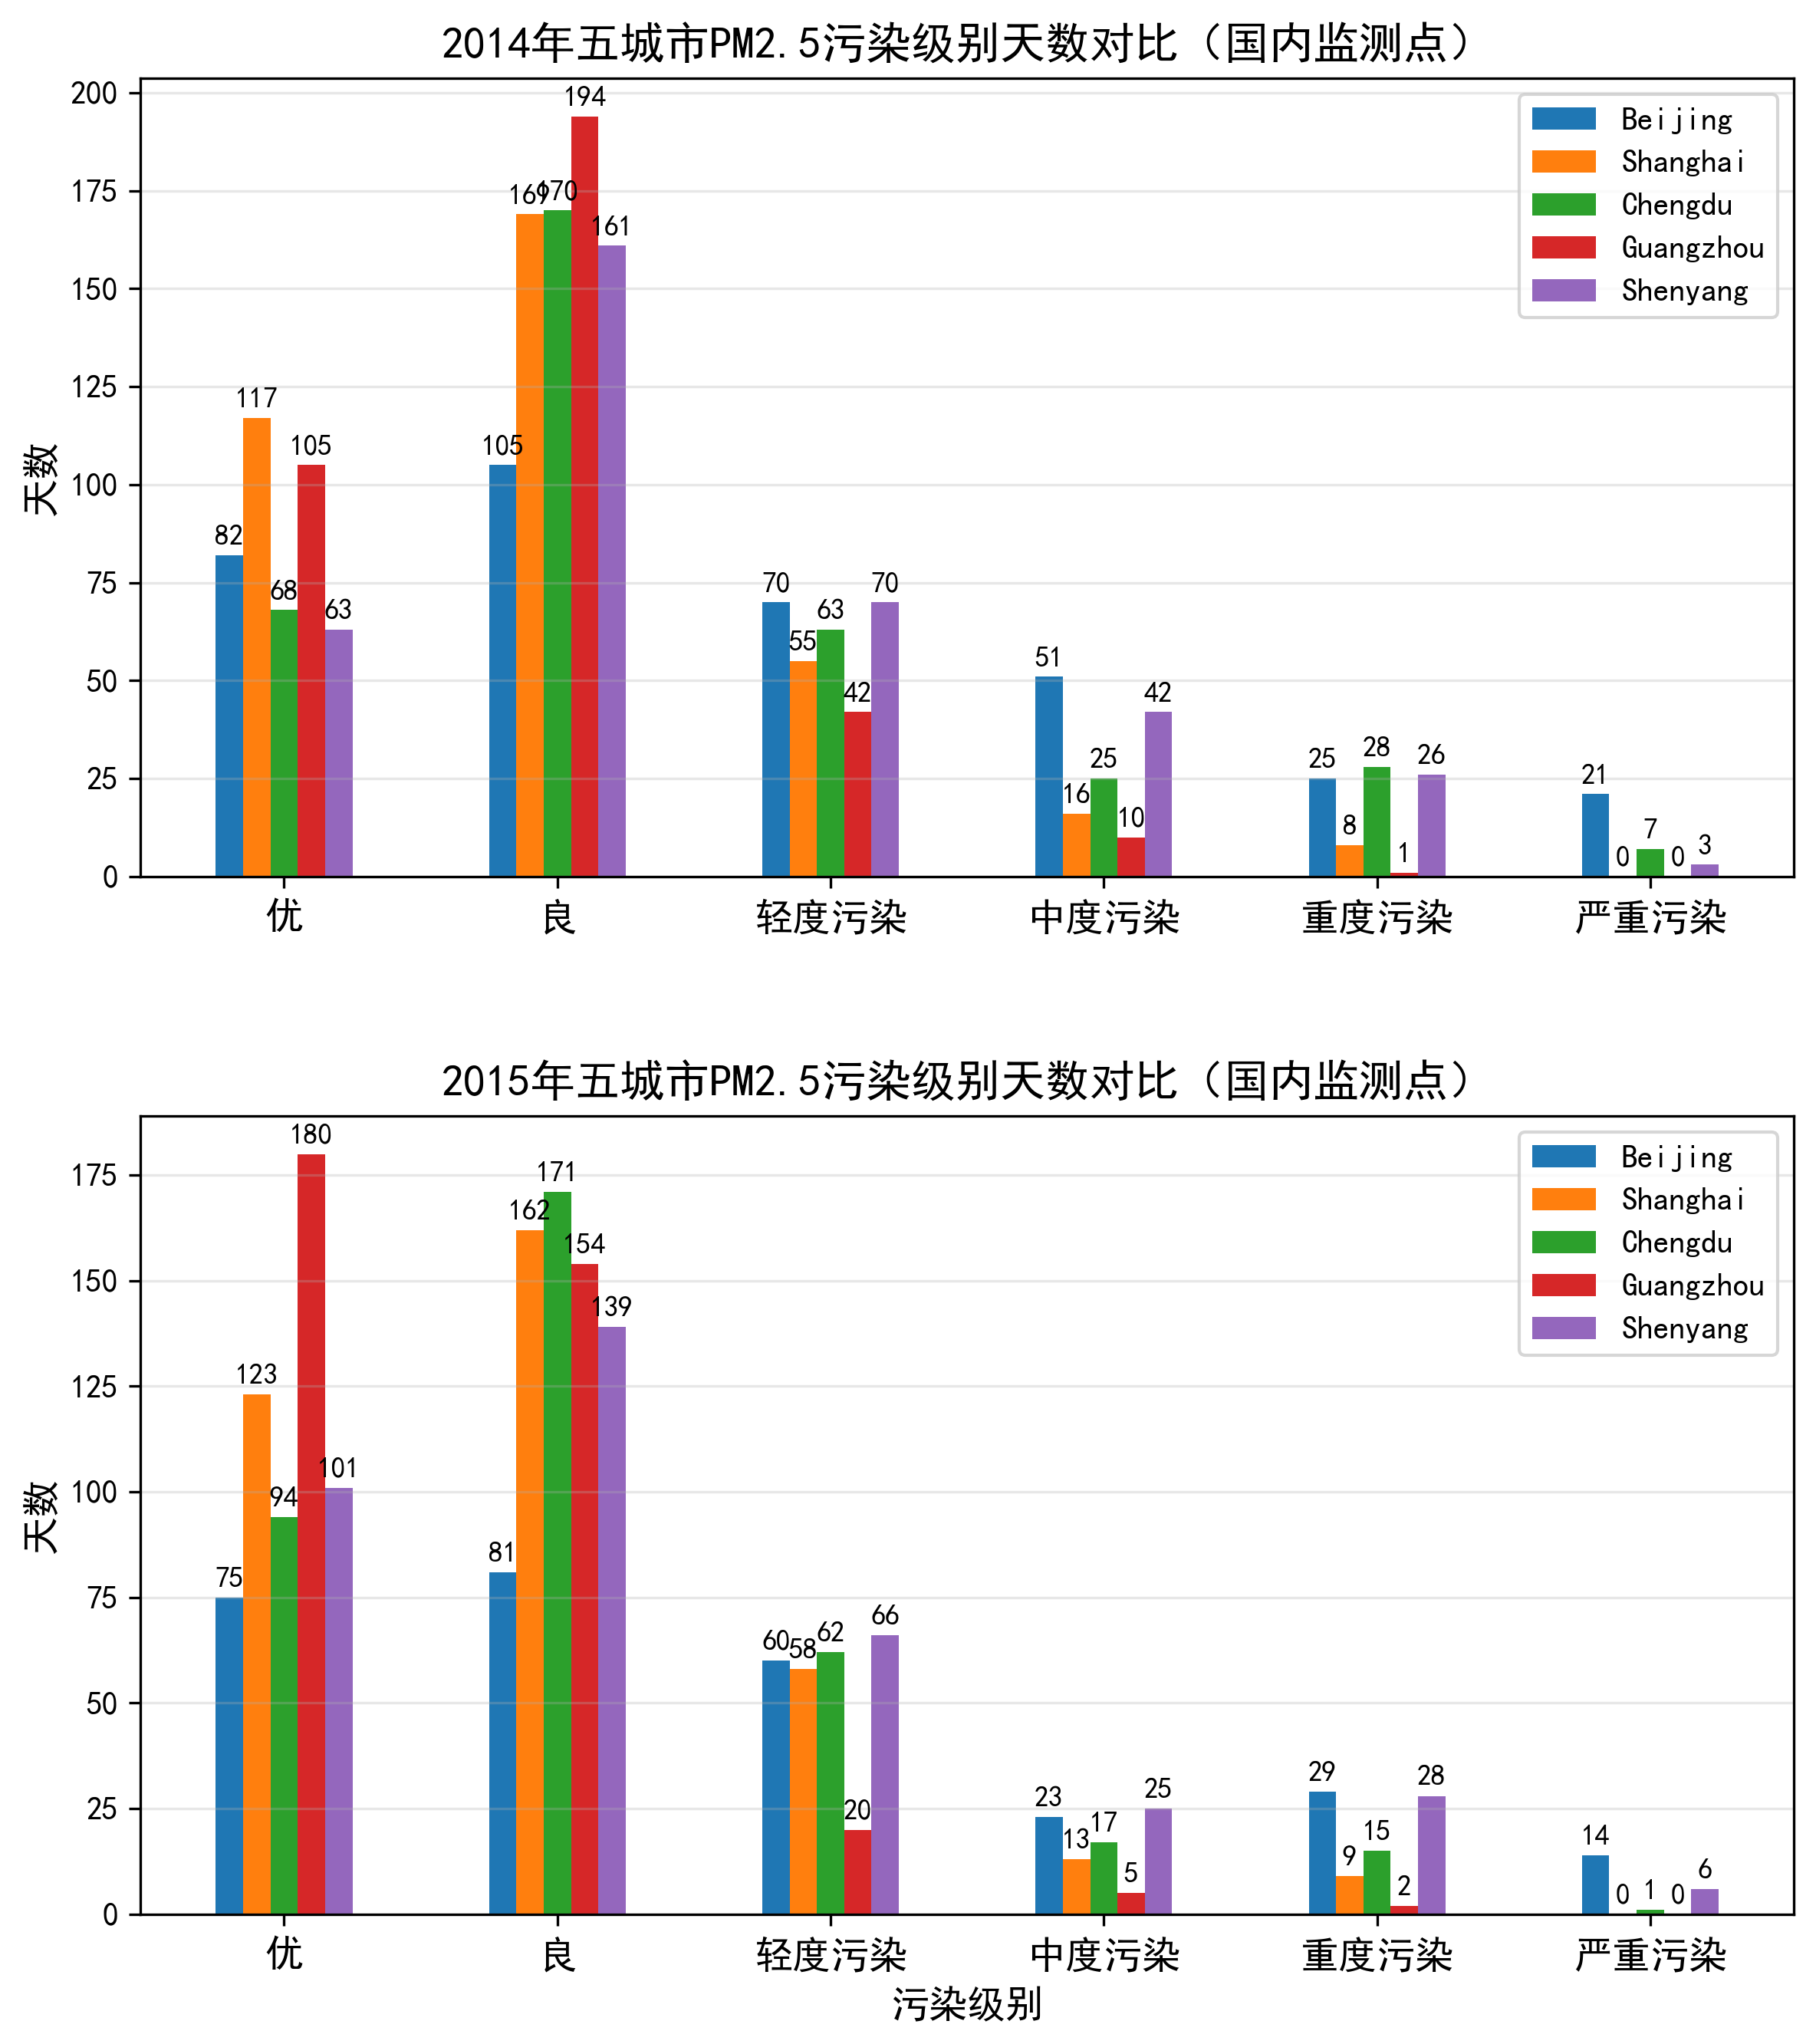 2014年五城市PM2.5污染级别天数对比（国内监测点）
天数
200
175
150
125
100
75
50
25
0
Beijing
Shanghai
Chengdu
Guangzhou
Shenyang
82 117 68 105 63
105 169 170 194 161
70 55 63 42 70
51 16 25 10 42
25 8 28 1 26
21 0 7 0 3
优 良 轻度污染 中度污染 重度污染 严重污染
2015年五城市PM2.5污染级别天数对比（国内监测点）
天数
175
150
125
100
75
50
25
0
Beijing
Shanghai
Chengdu
Guangzhou
Shenyang
75 123 94 180 101
81 162 171 154 139
60 58 62 20 66
23 13 17 5 25
29 9 15 2 28
14 0 1 0 6
优 良 轻度污染 中度污染 重度污染 严重污染
污染级别